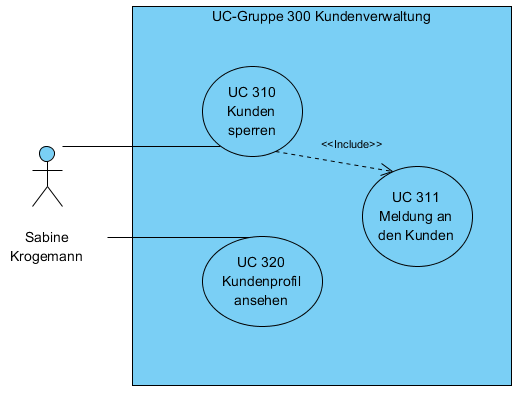 UC-Gruppe 300 Kundenverwaltung
UC 310
Kunden
sperren
<<Include>>
UC 311
Meldung an
den Kunden
Sabine
Krogemann
UC 320
Kundenprofil
ansehen